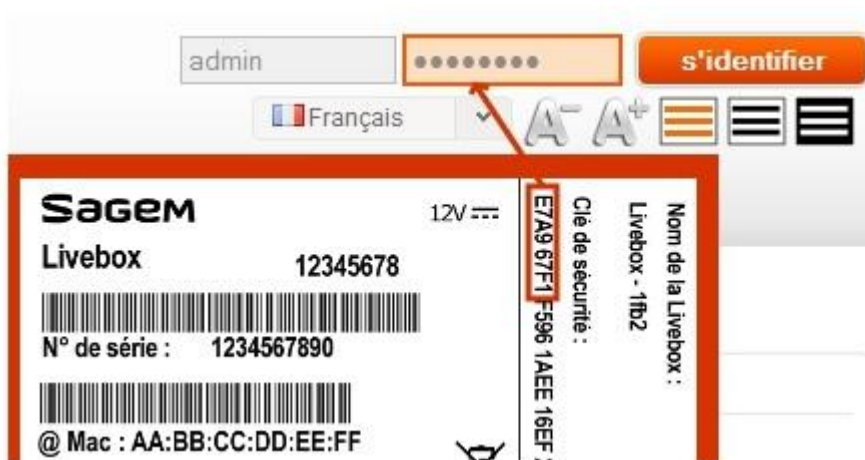 admin
s'identifier
Français
A- A+
Sagem
12V
Livebox
12345678
N° de série : 1234567890
@ Mac : AA:BB:CC:DD:EE:FF
Nom de la Livebox :
Livebox - 1fb2
Clé de sécurité :
E7A9 67F1 F596 1AEE 16EF